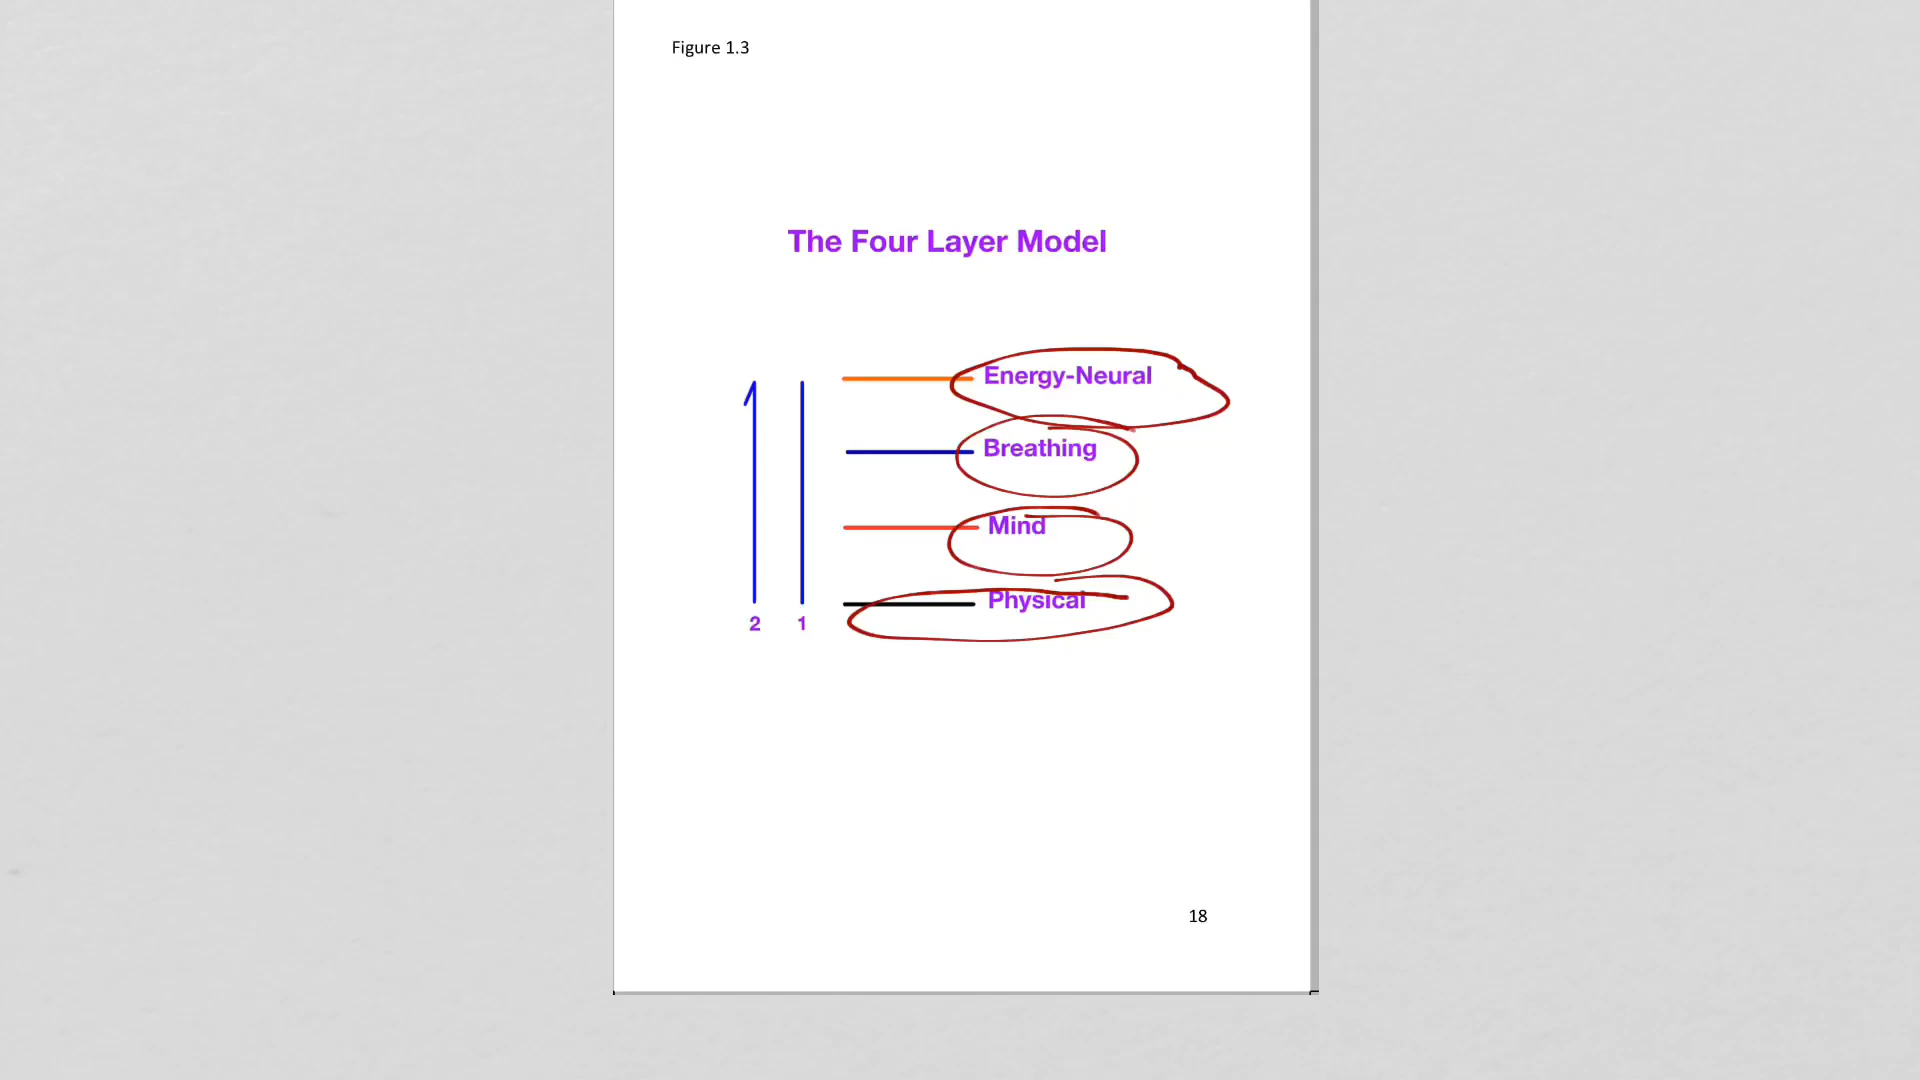 Figure 1.3
The Four Layer Model
Energy-Neural
Breathing
Mind
Physical
2 1
18